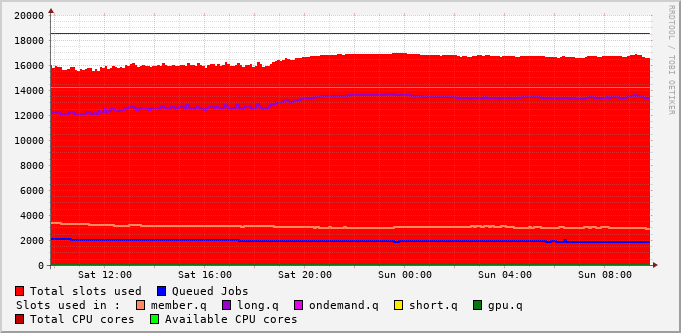 20000
18000
16000
14000
12000
10000
8000
6000
4000
2000
0
Sat 12:00 Sat 16:00 Sat 20:00 Sun 00:00 Sun 04:00 Sun 08:00
RRDTOOL / TOBI OETIKER
Total slots used Queued Jobs
Slots used in : member.q long.q ondemand.q short.q gpu.q
Total CPU cores Available CPU cores